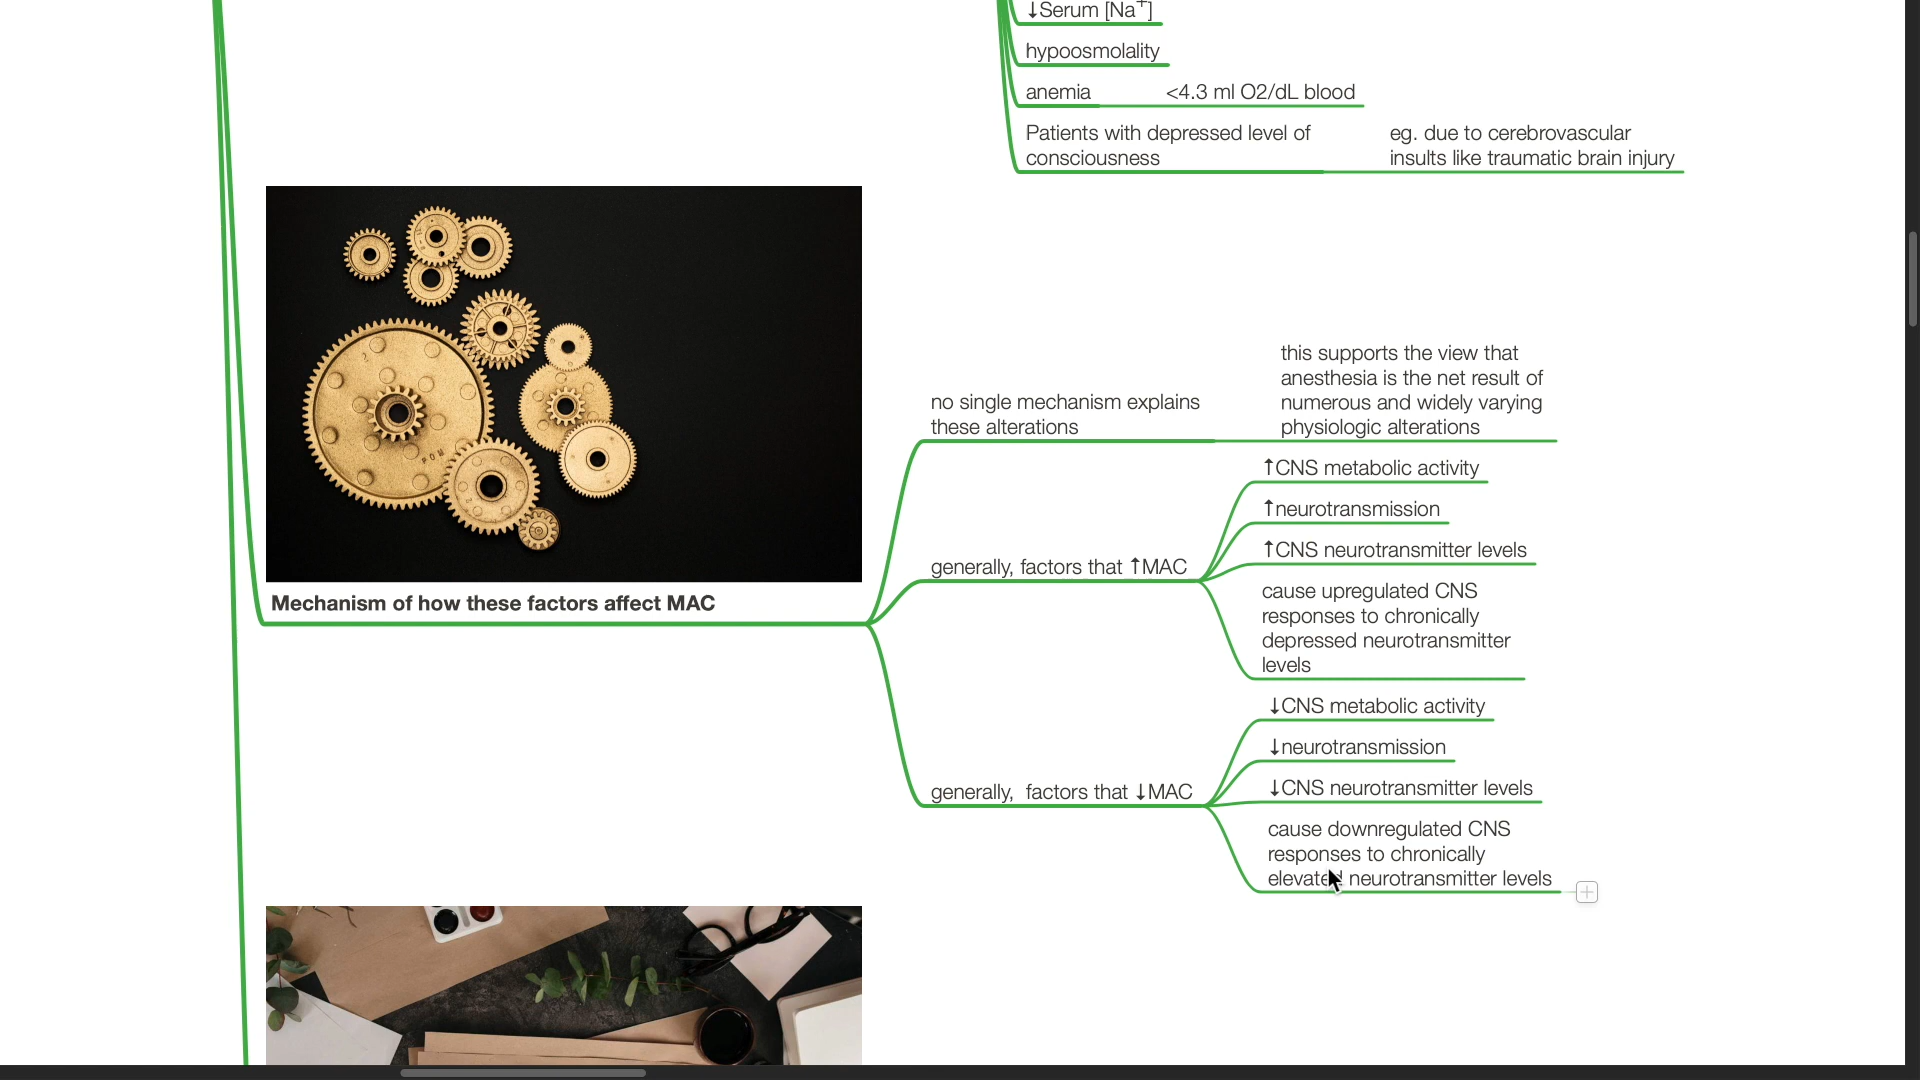 ↓Serum [Na⁺]
hypoosmolality
anemia
<4.3 ml O2/dL blood
Patients with depressed level of
consciousness
eg. due to cerebrovascular
insults like traumatic brain injury
Mechanism of how these factors affect MAC
no single mechanism explains
these alterations
this supports the view that
anesthesia is the net result of
numerous and widely varying
physiologic alterations
generally, factors that ↑MAC
↑CNS metabolic activity
↑neurotransmission
↑CNS neurotransmitter levels
cause upregulated CNS
responses to chronically
depressed neurotransmitter
levels
generally,  factors that ↓MAC
↓CNS metabolic activity
↓neurotransmission
↓CNS neurotransmitter levels
cause downregulated CNS
responses to chronically
elevated neurotransmitter levels